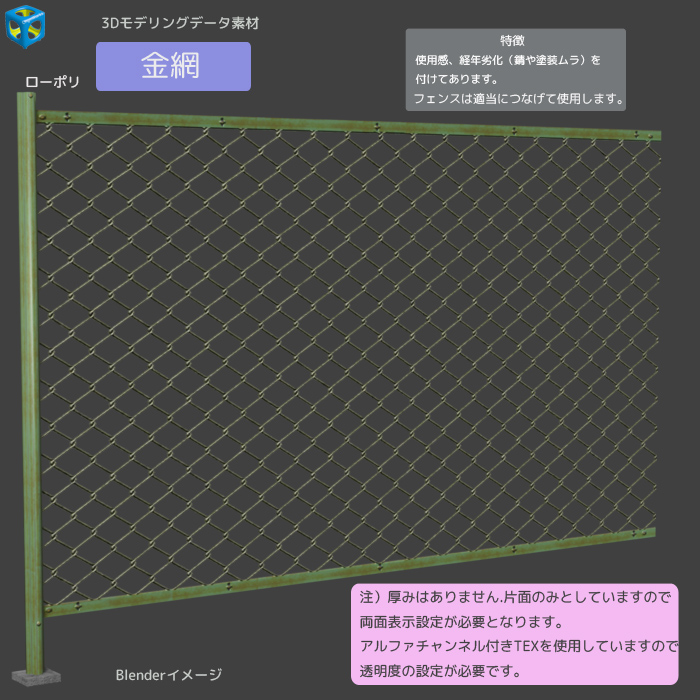 3Dモデリングデータ素材
金網
ローポリ
特徴
使用感、経年劣化（錆や塗装ムラ）を
付けてあります。
フェンスは適当につなげて使用します。
注）厚みはありません.片面のみとしていますので
両面表示設定が必要となります。
アルファチャンネル付きTEXを使用していますので
透明度の設定が必要です。
Blenderイメージ